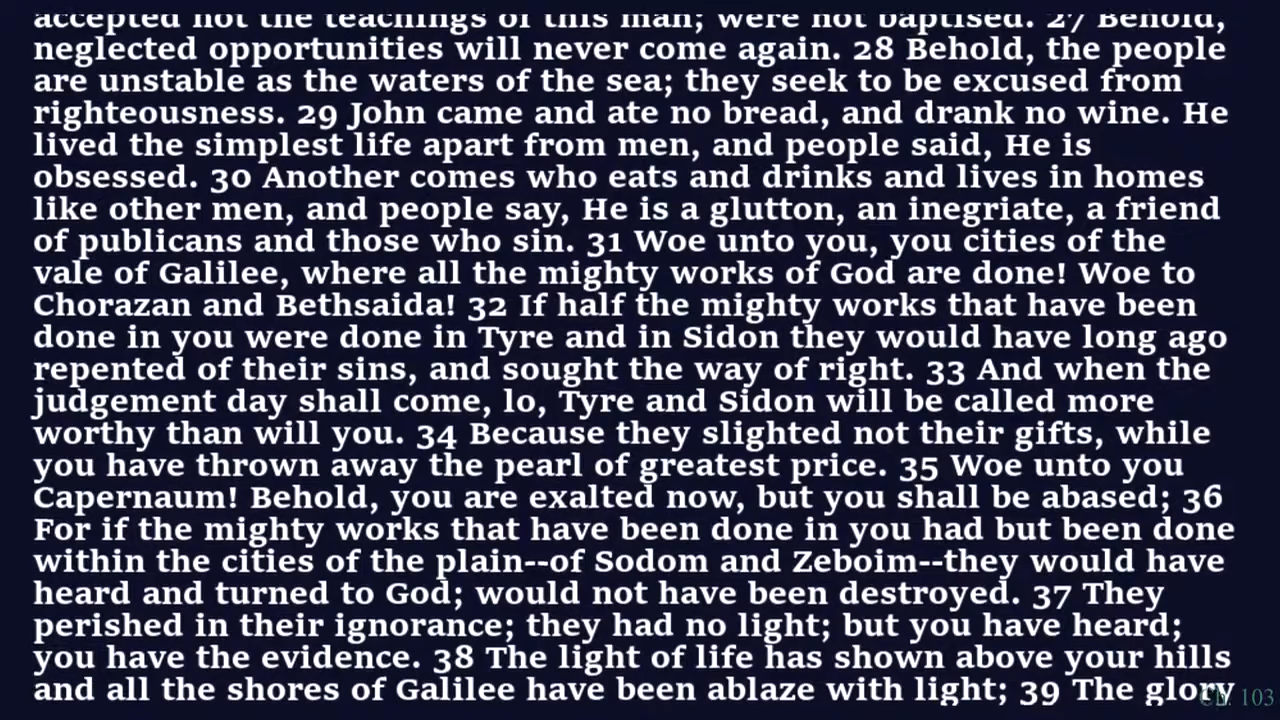 accepted not the teachings of this man; were not baptised. 27 Behold,
neglected opportunities will never come again. 28 Behold, the people
are unstable as the waters of the sea; they seek to be excused from
righteousness. 29 John came and ate no bread, and drank no wine. He
lived the simplest life apart from men, and people said, He is
obsessed. 30 Another comes who eats and drinks and lives in homes
like other men, and people say, He is a glutton, an inegriate, a friend
of publicans and those who sin. 31 Woe unto you, you cities of the
vale of Galilee, where all the mighty works of God are done! Woe to
Chorazan and Bethsaida! 32 If half the mighty works that have been
done in you were done in Tyre and in Sidon they would have long ago
repented of their sins, and sought the way of right. 33 And when the
judgement day shall come, lo, Tyre and Sidon will be called more
worthy than will you. 34 Because they slighted not their gifts, while
you have thrown away the pearl of greatest price. 35 Woe unto you
Capernaum! Behold, you are exalted now, but you shall be abased; 36
For if the mighty works that have been done in you had but been done
within the cities of the plain--of Sodom and Zeboim--they would have
heard and turned to God; would not have been destroyed. 37 They
perished in their ignorance; they had no light; but you have heard;
you have the evidence. 38 The light of life has shown above your hills
and all the shores of Galilee have been ablaze with light; 39 The glory
Ch. 103